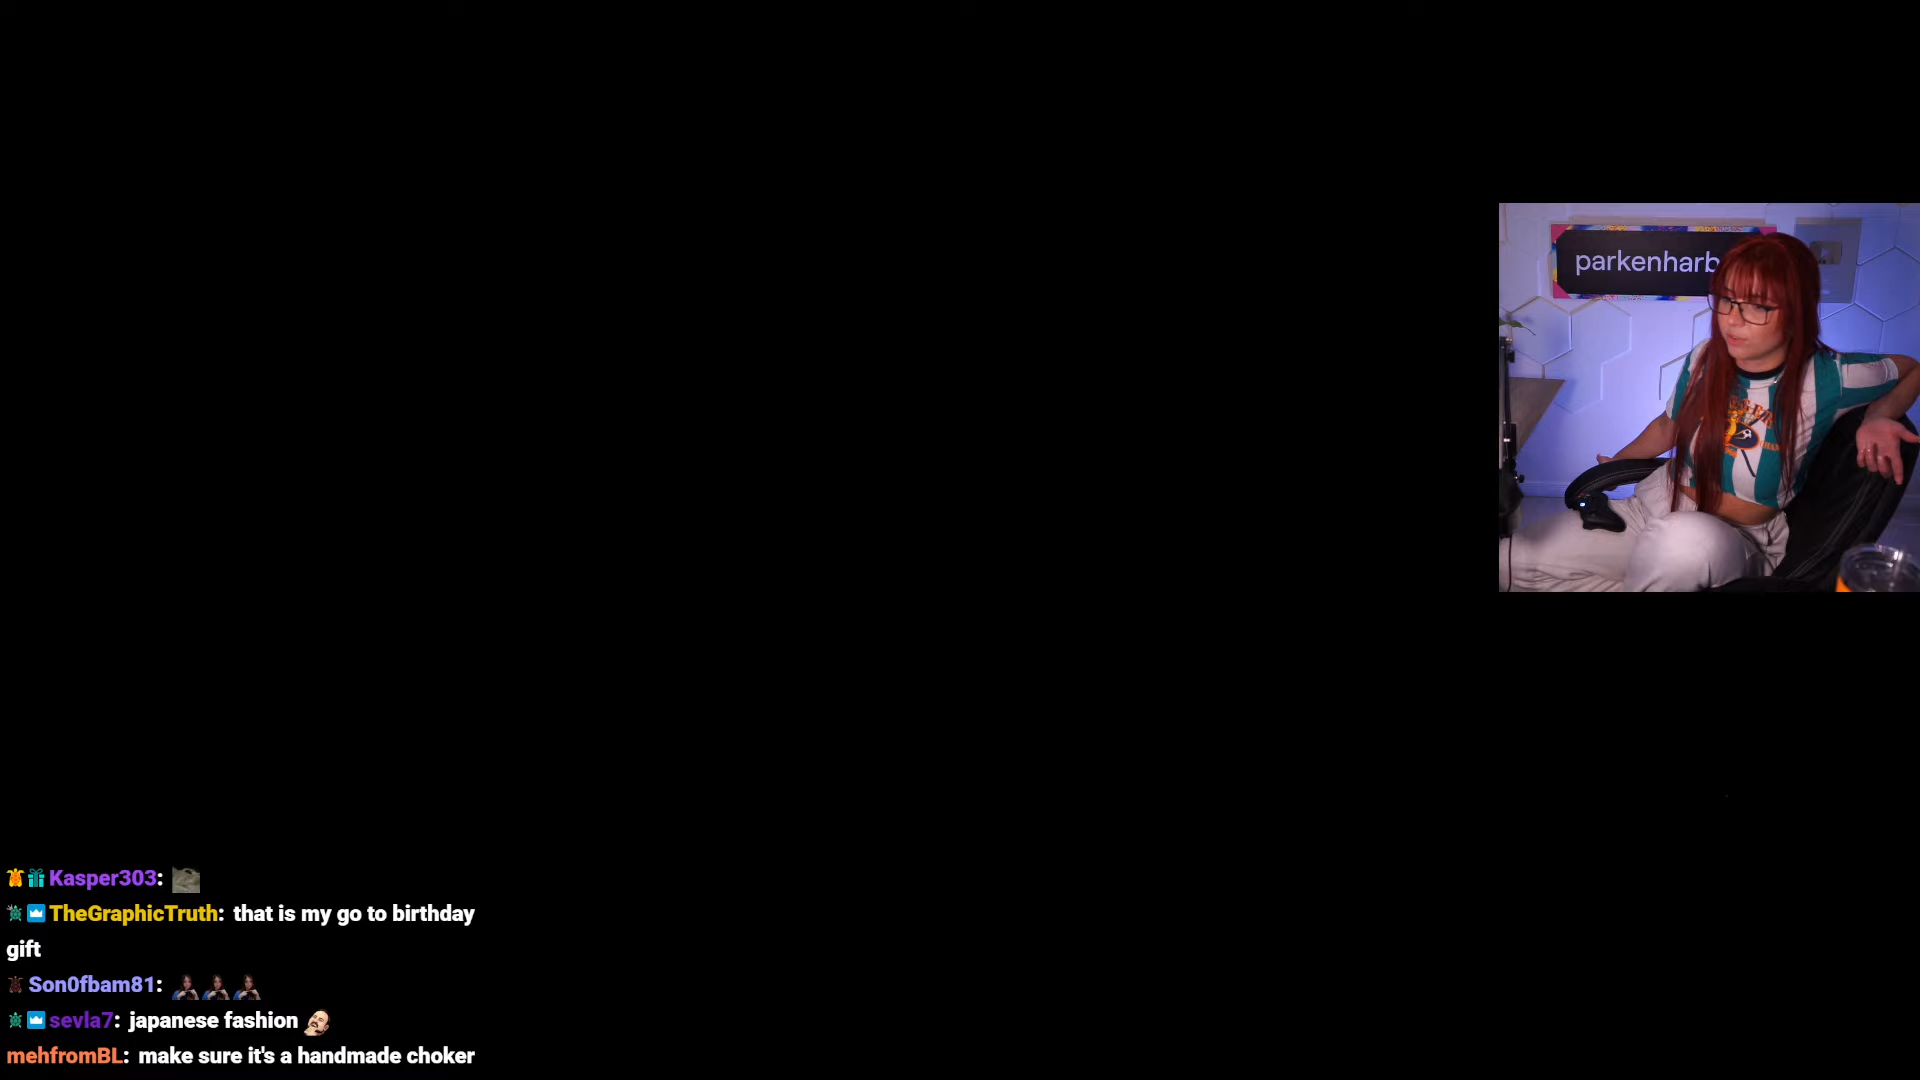 parkenharb
Kasper303:
TheGraphicTruth: that is my go to birthday
gift
Son0fbam81:
sevla7: japanese fashion
mehfromBL: make sure it's a handmade choker